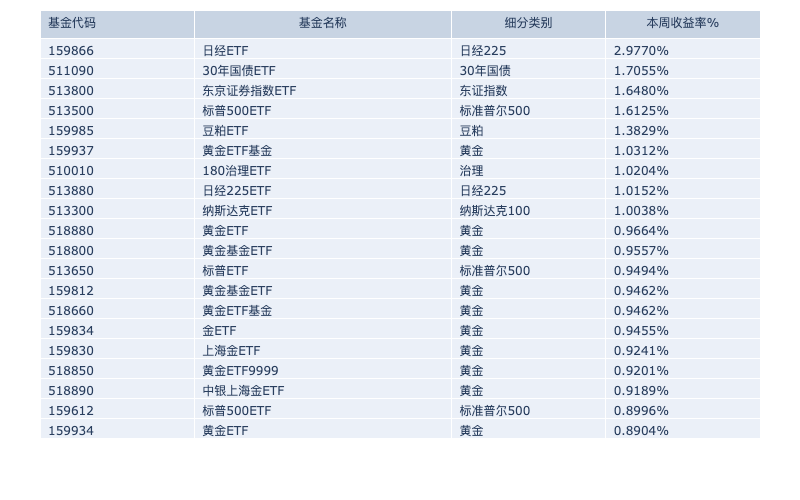 基金代码 基金名称 细分类别 本周收益率%
159866 日经ETF 日经225 2.9770%
511090 30年国债ETF 30年国债 1.7055%
513800 东京证券指数ETF 东证指数 1.6480%
513500 标普500ETF 标准普尔500 1.6125%
159985 豆粕ETF 豆粕 1.3829%
159937 黄金ETF基金 黄金 1.0312%
510010 180治理ETF 治理 1.0204%
513880 日经225ETF 日经225 1.0152%
513300 纳斯达克ETF 纳斯达克100 1.0038%
518880 黄金ETF 黄金 0.9664%
518800 黄金基金ETF 黄金 0.9557%
513650 标普ETF 标准普尔500 0.9494%
159812 黄金基金ETF 黄金 0.9462%
518660 黄金ETF基金 黄金 0.9462%
159834 金ETF 黄金 0.9455%
159830 上海金ETF 黄金 0.9241%
518850 黄金ETF9999 黄金 0.9201%
518890 中银上海金ETF 黄金 0.9189%
159612 标普500ETF 标准普尔500 0.8996%
159934 黄金ETF 黄金 0.8904%